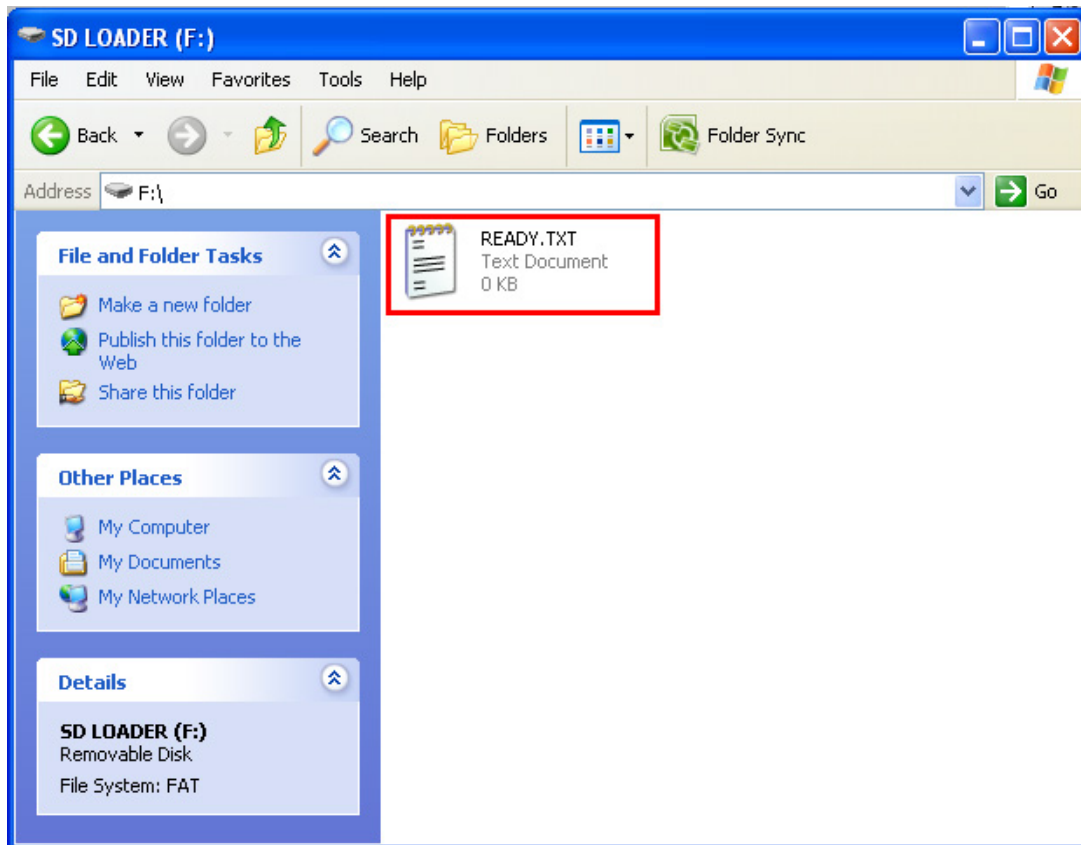 SD LOADER (F:)
File Edit View Favorites Tools Help
Back Search Folders Folder Sync
Address F:\ Go
File and Folder Tasks
Make a new folder
Publish this folder to the
Web
Share this folder
Other Places
My Computer
My Documents
My Network Places
Details
SD LOADER (F:)
Removable Disk
File System: FAT
READY.TXT
Text Document
0 KB